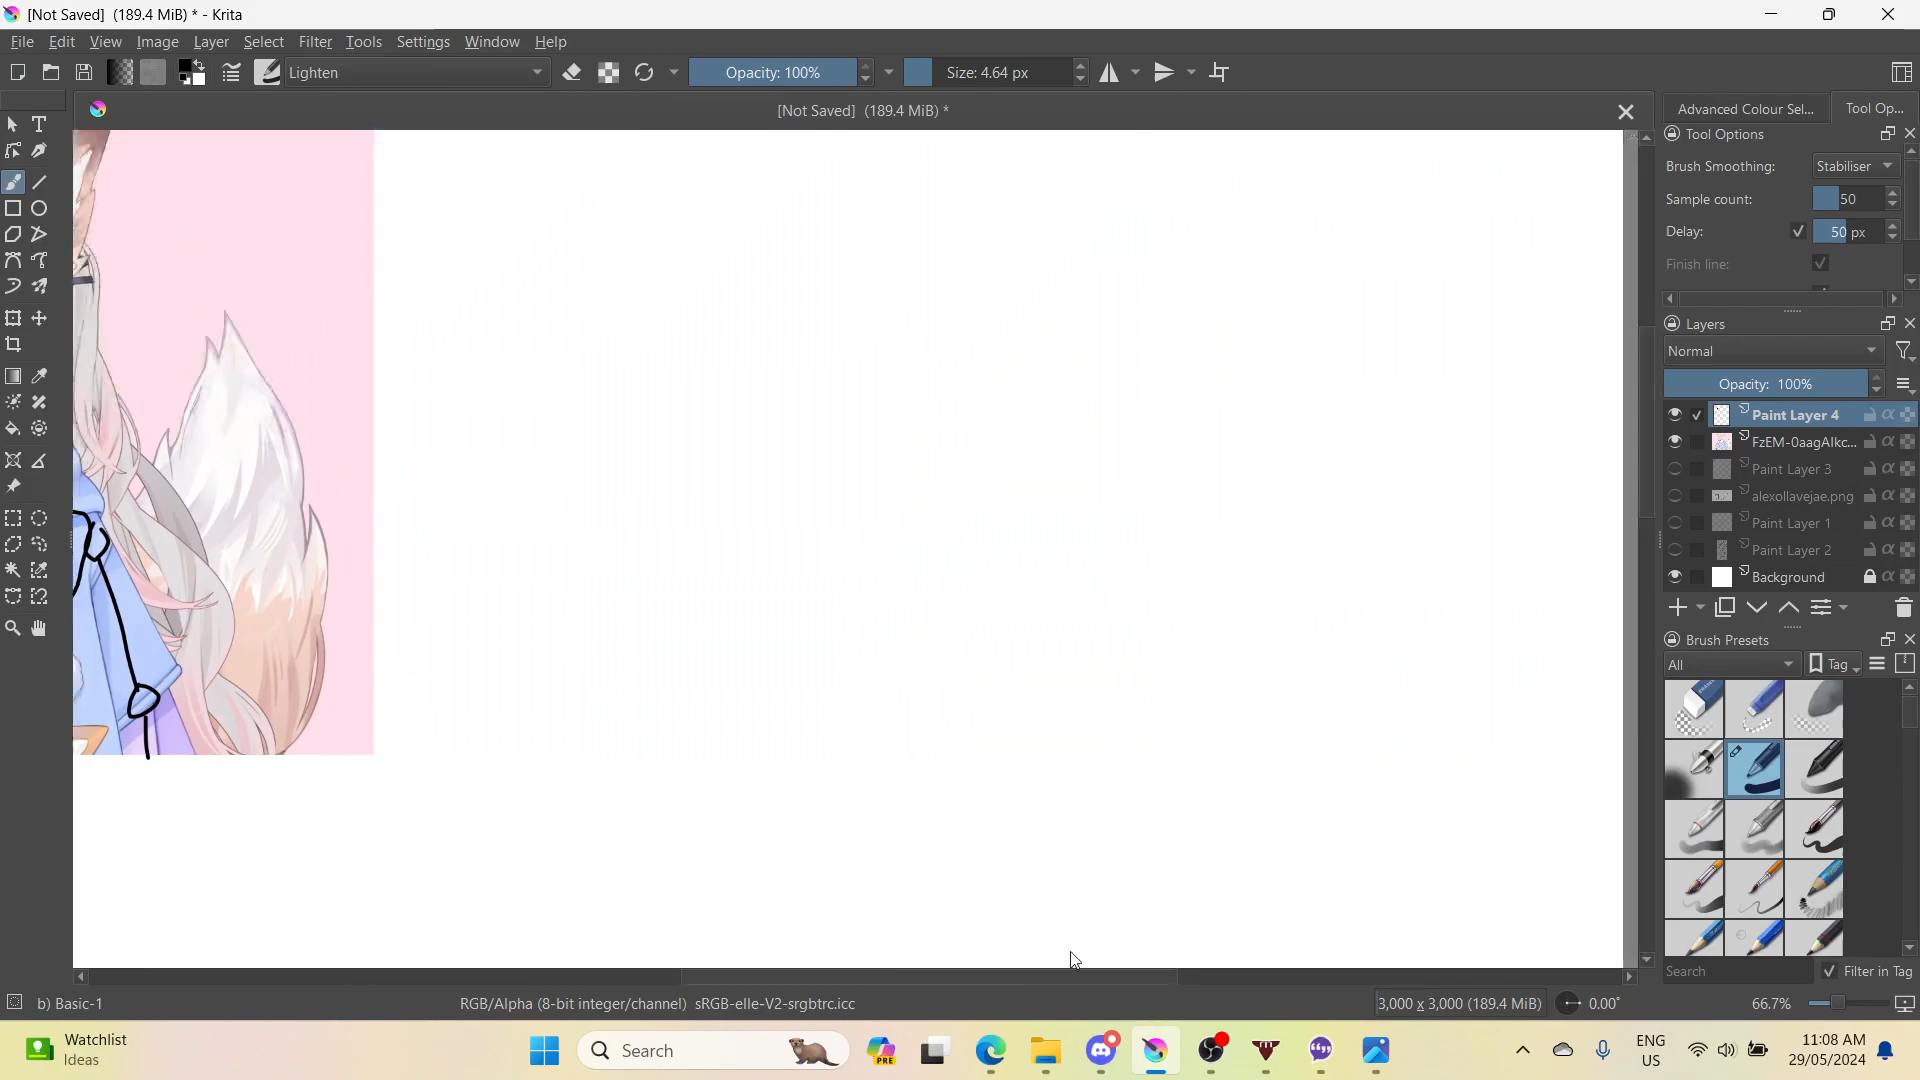 [Not Saved]  (189.4 MiB) * - Krita
File Edit View Image Layer Select Filter Tools Settings Window Help
Lighten Opacity: 100% Size: 4.64 px
[Not Saved]  (189.4 MiB) *
Advanced Colour Sel... Tool Op...
Tool Options
Brush Smoothing: Stabiliser
Sample count: 50
Delay: 50 px
Finish line:
Layers
Normal
Opacity: 100%
Paint Layer 4
FzEM-0aagAlkc...
Paint Layer 3
alexollavejae.png
Paint Layer 1
Paint Layer 2
Background
Brush Presets
All Tag
Search Filter in Tag
b) Basic-1 RGB/Alpha (8-bit integer/channel)  sRGB-elle-V2-srgbtrc.icc 3,000 x 3,000 (189.4 MiB) 0.00° 66.7%
Watchlist
Ideas
Search
PRE
ENG
US
11:08 AM
29/05/2024